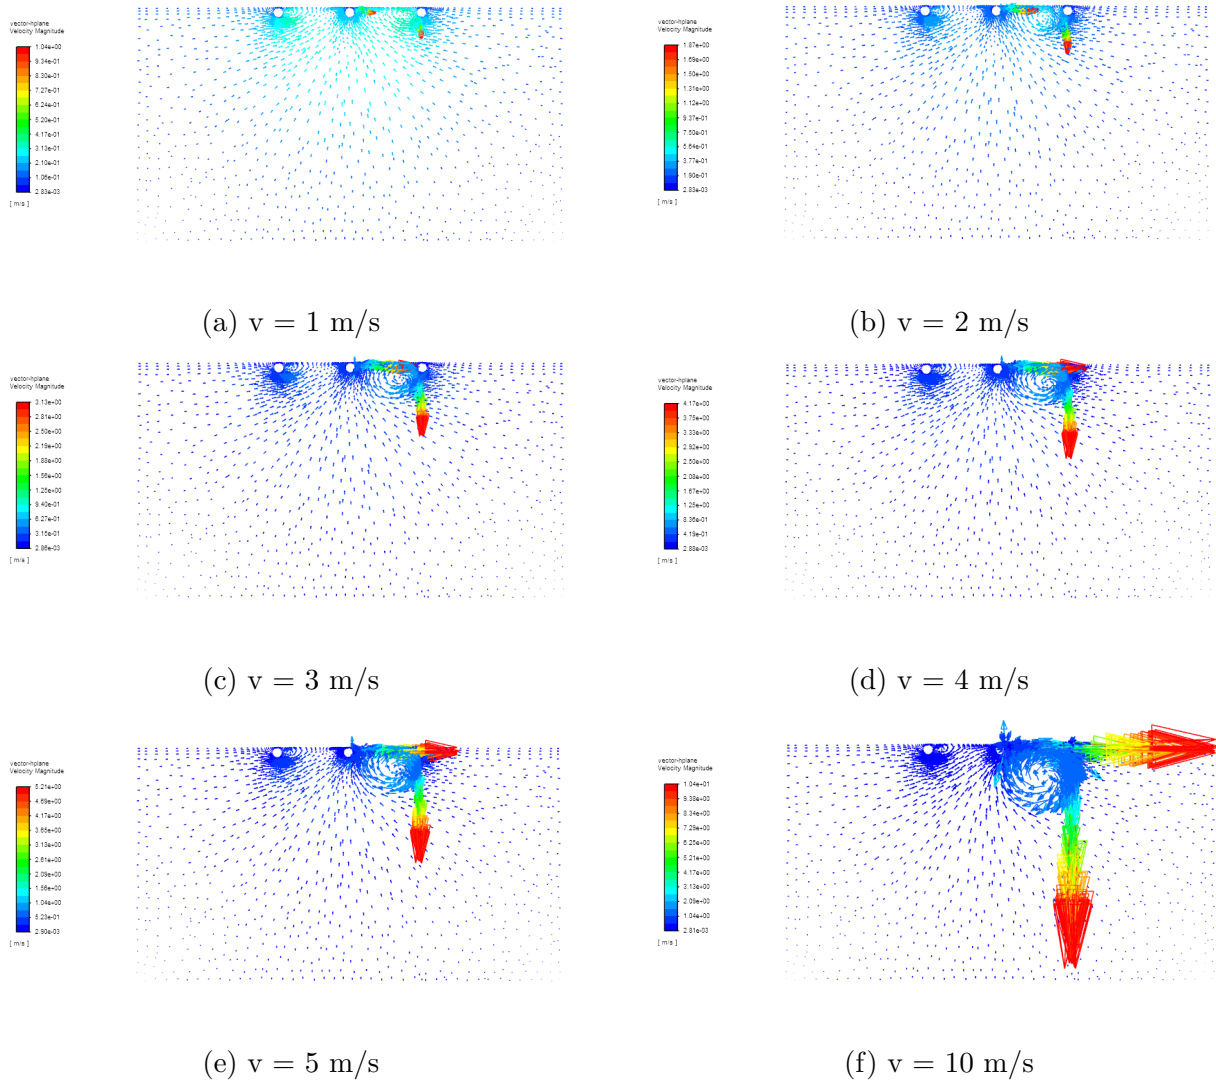 vector-hplane
Velocity Magnitude
1.04e+00
9.34e-01
8.30e-01
7.27e-01
6.24e-01
5.20e-01
4.17e-01
3.13e-01
2.10e-01
1.06e-01
2.83e-03
[ m/s ]
(a) v = 1 m/s
vector-hplane
Velocity Magnitude
1.87e+00
1.69e+00
1.50e+00
1.31e+00
1.12e+00
9.37e-01
7.50e-01
5.64e-01
3.77e-01
1.90e-01
2.83e-03
[ m/s ]
(b) v = 2 m/s
vector-hplane
Velocity Magnitude
3.13e+00
2.81e+00
2.50e+00
2.19e+00
1.88e+00
1.56e+00
1.25e+00
9.40e-01
6.27e-01
3.15e-01
2.86e-03
[ m/s ]
(c) v = 3 m/s
vector-hplane
Velocity Magnitude
4.17e+00
3.75e+00
3.33e+00
2.92e+00
2.50e+00
2.08e+00
1.67e+00
1.25e+00
8.36e-01
4.19e-01
2.88e-03
[ m/s ]
(d) v = 4 m/s
vector-hplane
Velocity Magnitude
5.21e+00
4.69e+00
4.17e+00
3.65e+00
3.13e+00
2.61e+00
2.09e+00
1.56e+00
1.04e+00
5.23e-01
2.90e-03
[ m/s ]
(e) v = 5 m/s
vector-hplane
Velocity Magnitude
1.04e+01
9.38e+00
8.34e+00
7.29e+00
6.25e+00
5.21e+00
4.17e+00
3.13e+00
2.09e+00
1.04e+00
2.81e-03
[ m/s ]
(f) v = 10 m/s